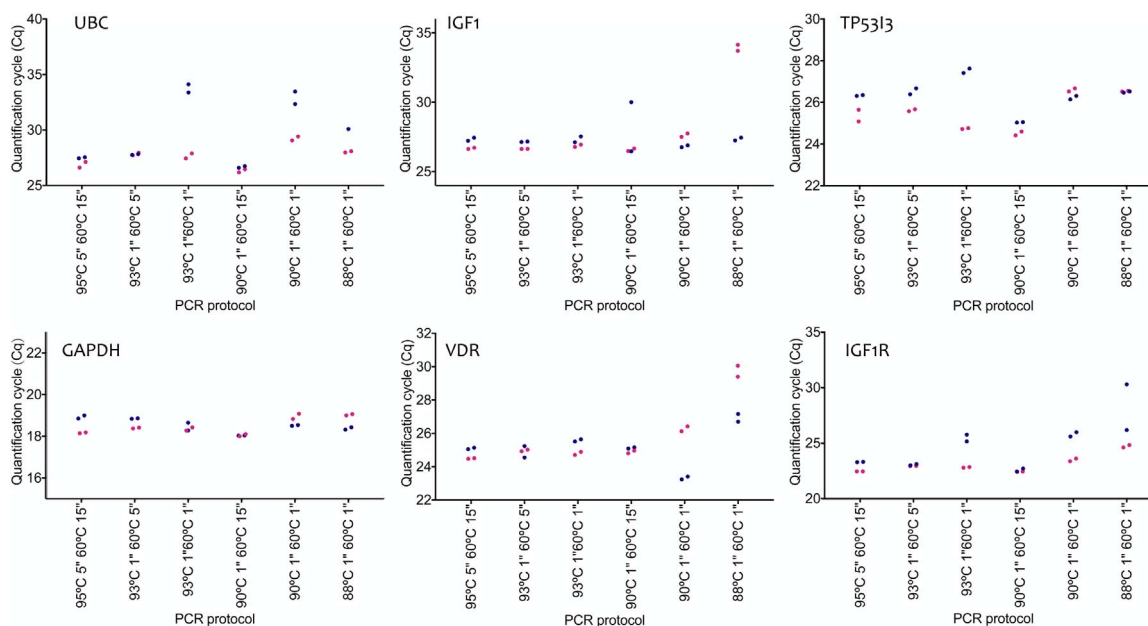 UBC
Quantification cycle (Cq)
40
35
30
25
95ºC 5" 60ºC 15"
93ºC 1" 60ºC 5"
93ºC 1"60ºC 1"
90ºC 1" 60ºC 15"
90ºC 1" 60ºC 1"
88ºC 1" 60ºC 1"
PCR protocol
IGF1
Quantification cycle (Cq)
35
30
25
24
95ºC 5" 60ºC 15"
93ºC 1" 60ºC 5"
93ºC 1"60ºC 1"
90ºC 1" 60ºC 15"
90ºC 1" 60ºC 1"
88ºC 1" 60ºC 1"
PCR protocol
TP53I3
Quantification cycle (Cq)
30
28
26
24
22
95ºC 5" 60ºC 15"
93ºC 1" 60ºC 5"
93ºC 1"60ºC 1"
90ºC 1" 60ºC 15"
90ºC 1" 60ºC 1"
88ºC 1" 60ºC 1"
PCR protocol
GAPDH
Quantification cycle (Cq)
22
20
18
16
95ºC 5" 60ºC 15"
93ºC 1" 60ºC 5"
93ºC 1"60ºC 1"
90ºC 1" 60ºC 15"
90ºC 1" 60ºC 1"
88ºC 1" 60ºC 1"
PCR protocol
VDR
Quantification cycle (Cq)
32
30
28
26
24
22
95ºC 5" 60ºC 15"
93ºC 1" 60ºC 5"
93ºC 1"60ºC 1"
90ºC 1" 60ºC 15"
90ºC 1" 60ºC 1"
88ºC 1" 60ºC 1"
PCR protocol
IGF1R
Quantification cycle (Cq)
35
30
25
20
95ºC 5" 60ºC 15"
93ºC 1" 60ºC 5"
93ºC 1"60ºC 1"
90ºC 1" 60ºC 15"
90ºC 1" 60ºC 1"
88ºC 1" 60ºC 1"
PCR protocol